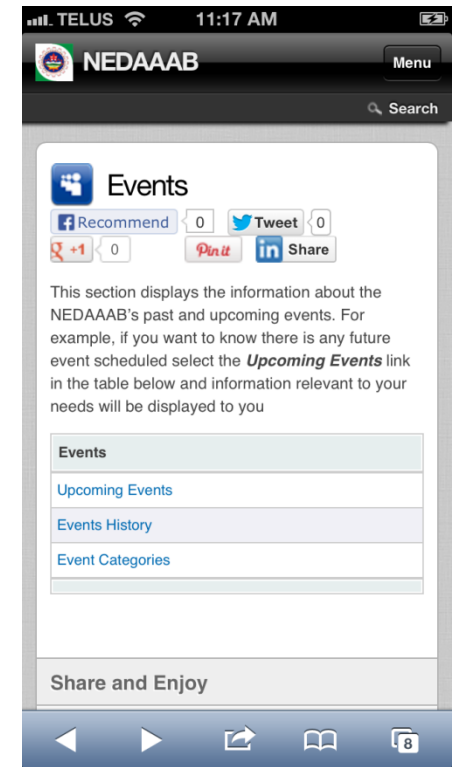 TELUS 11:17 AM
NEDAAAB Menu
Search
Events
Recommend 0 Tweet 0
+1 0 Pin it in Share
This section displays the information about the
NEDAAAB's past and upcoming events. For
example, if you want to know there is any future
event scheduled select the Upcoming Events link
in the table below and information relevant to your
needs will be displayed to you
Events
Upcoming Events
Events History
Event Categories
Share and Enjoy
8